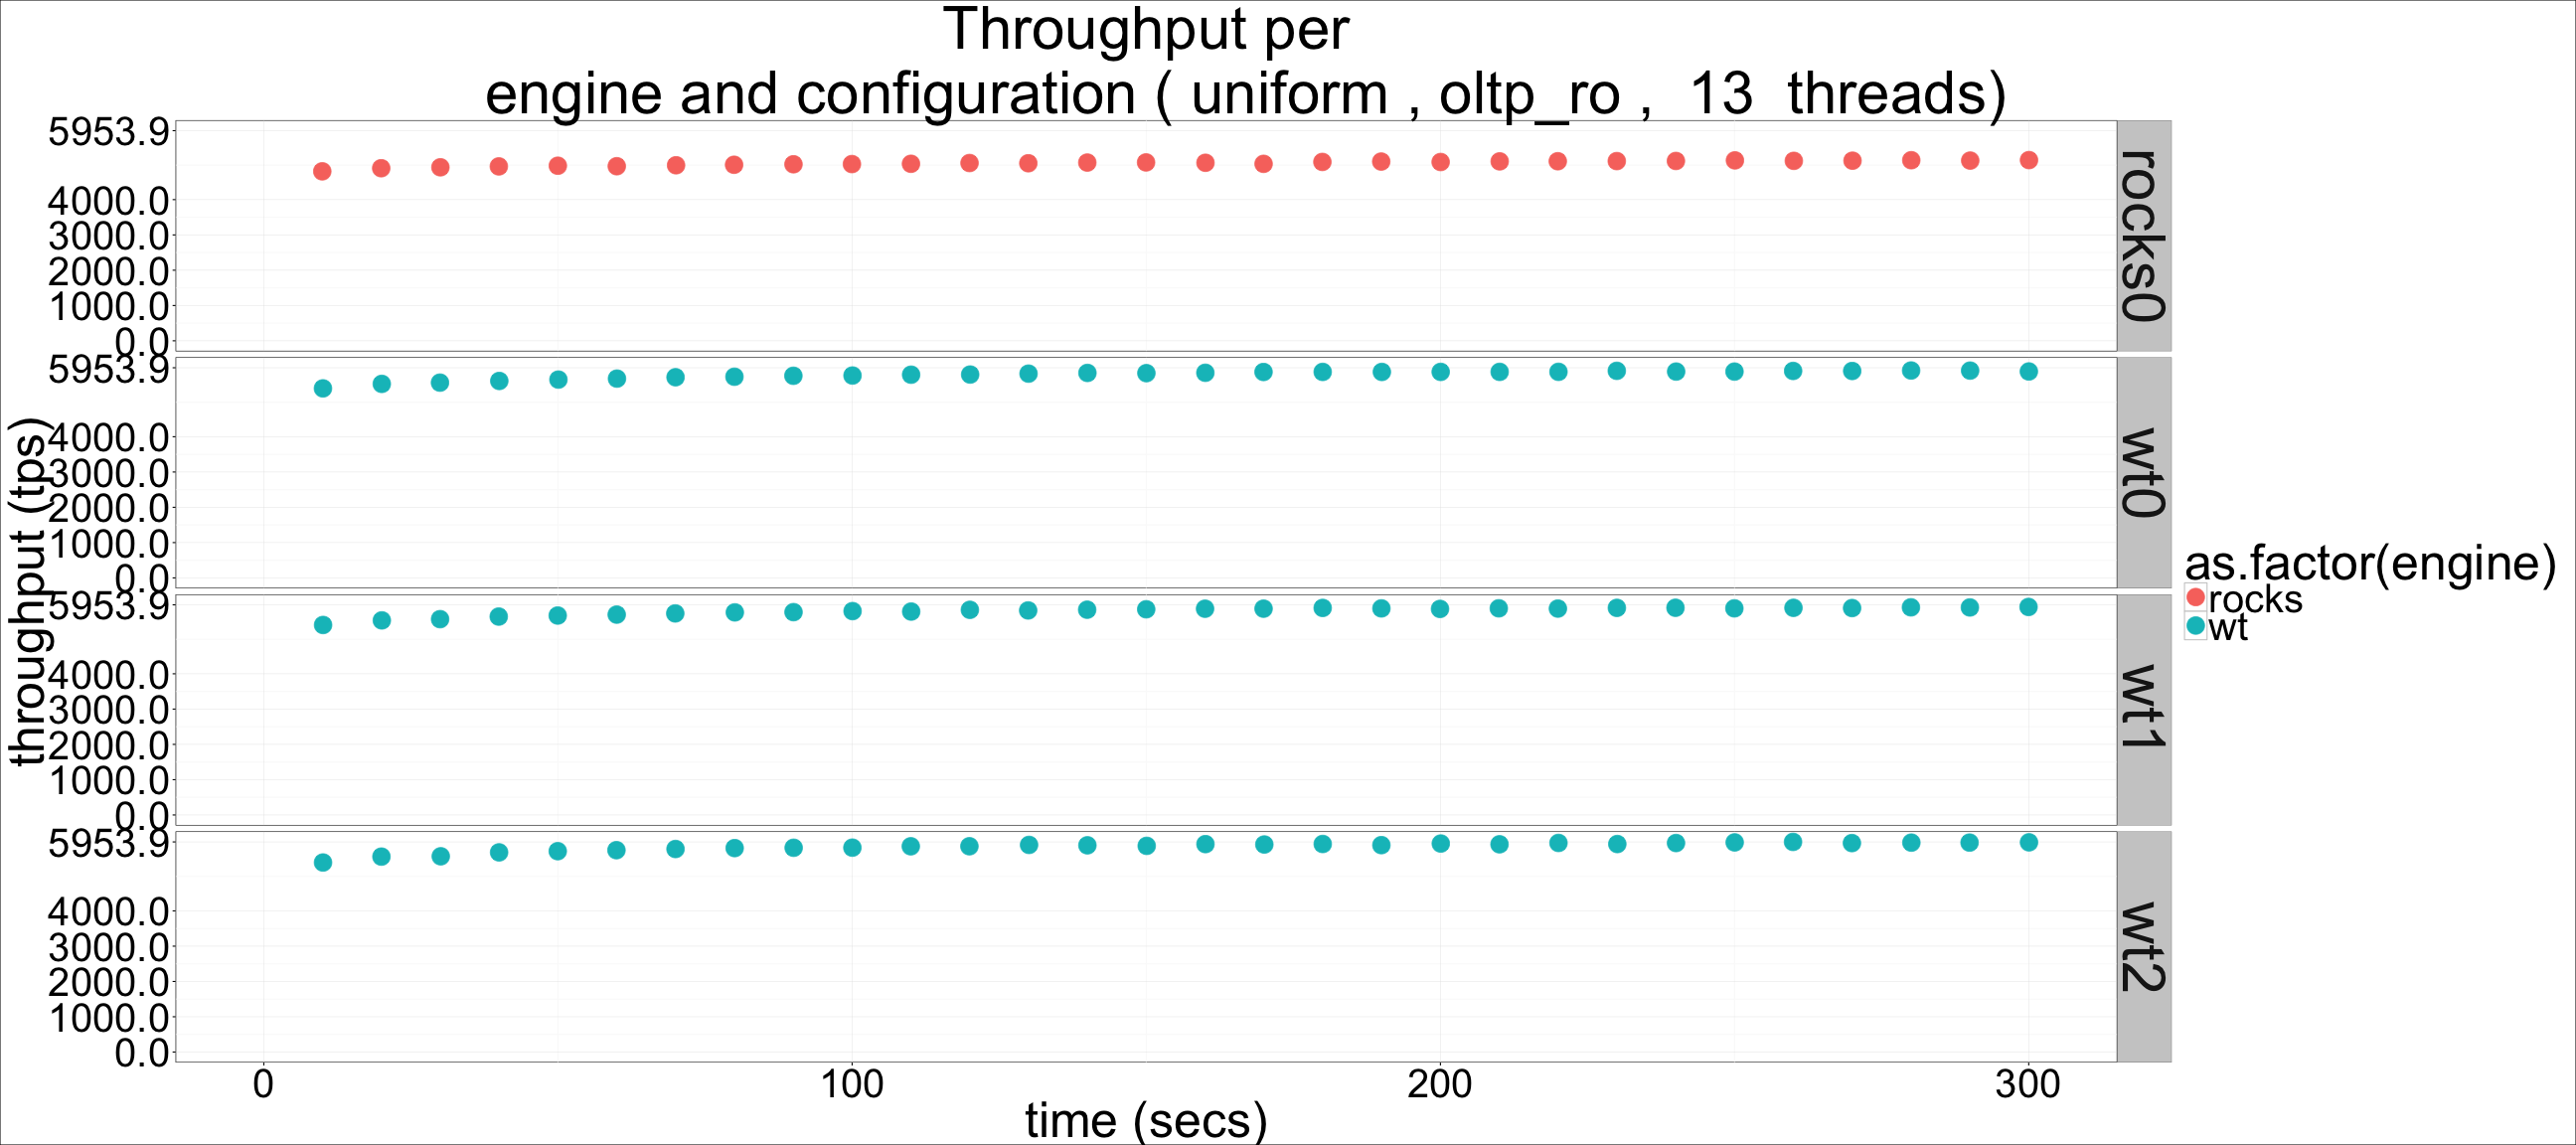 Throughput per
engine and configuration ( uniform , oltp_ro ,  13  threads)
throughput (tps)
5953.9
4000.0
3000.0
2000.0
1000.0
0.0
rocks0
5953.9
4000.0
3000.0
2000.0
1000.0
0.0
wt0
5953.9
4000.0
3000.0
2000.0
1000.0
0.0
wt1
5953.9
4000.0
3000.0
2000.0
1000.0
0.0
wt2
0 100 200 300
time (secs)
as.factor(engine)
rocks
wt